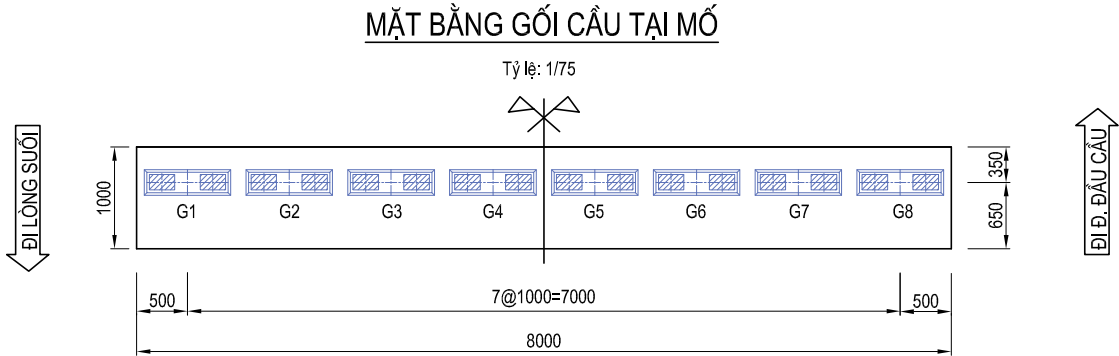 MẶT BẰNG GỐI CẦU TẠI MỐ
Tỷ lệ: 1/75
ĐI LÒNG SUỐI
1000
G1 G2 G3 G4 G5 G6 G7 G8
350
650
ĐI Đ. ĐẦU CẦU
500 7@1000=7000 500
8000